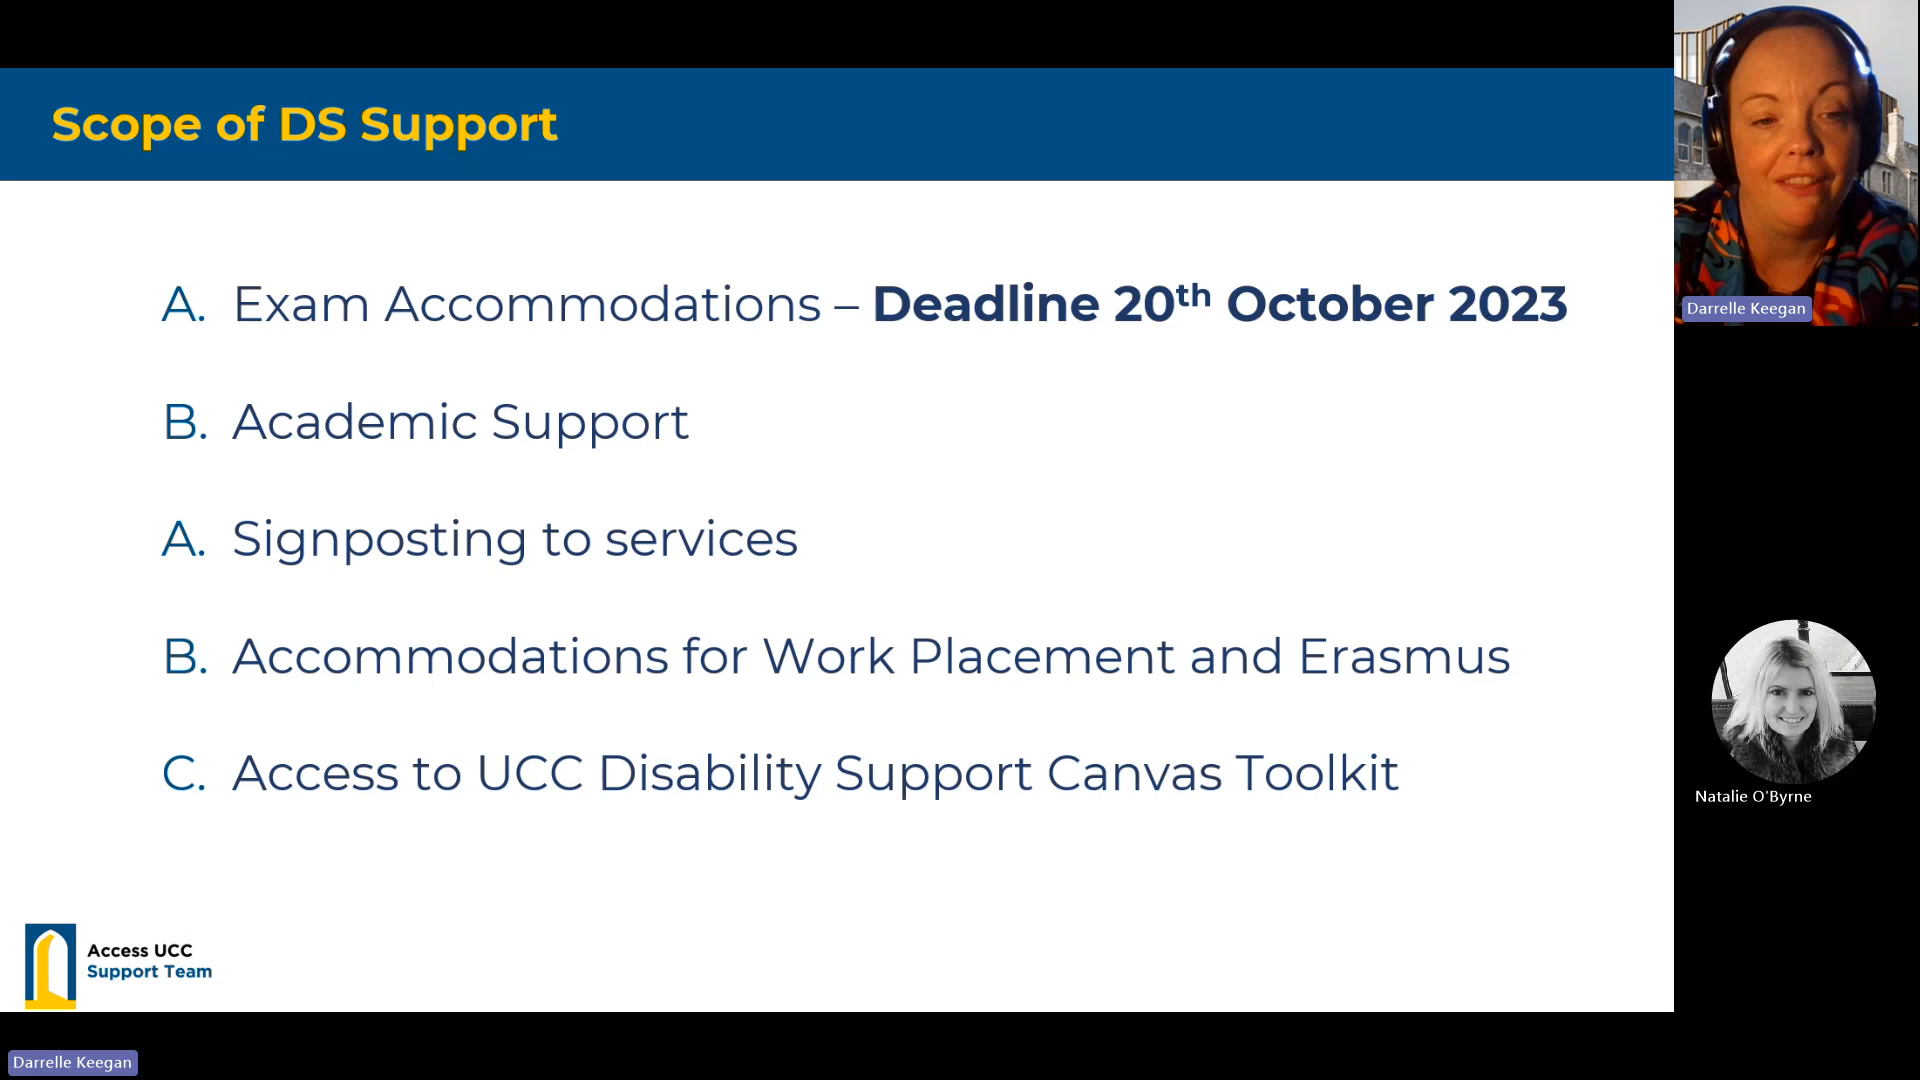 Scope of DS Support
A. Exam Accommodations – Deadline 20th October 2023
B. Academic Support
A. Signposting to services
B. Accommodations for Work Placement and Erasmus
C. Access to UCC Disability Support Canvas Toolkit
Access UCC
Support Team
Darrelle Keegan
Darrelle Keegan
Natalie O'Byrne